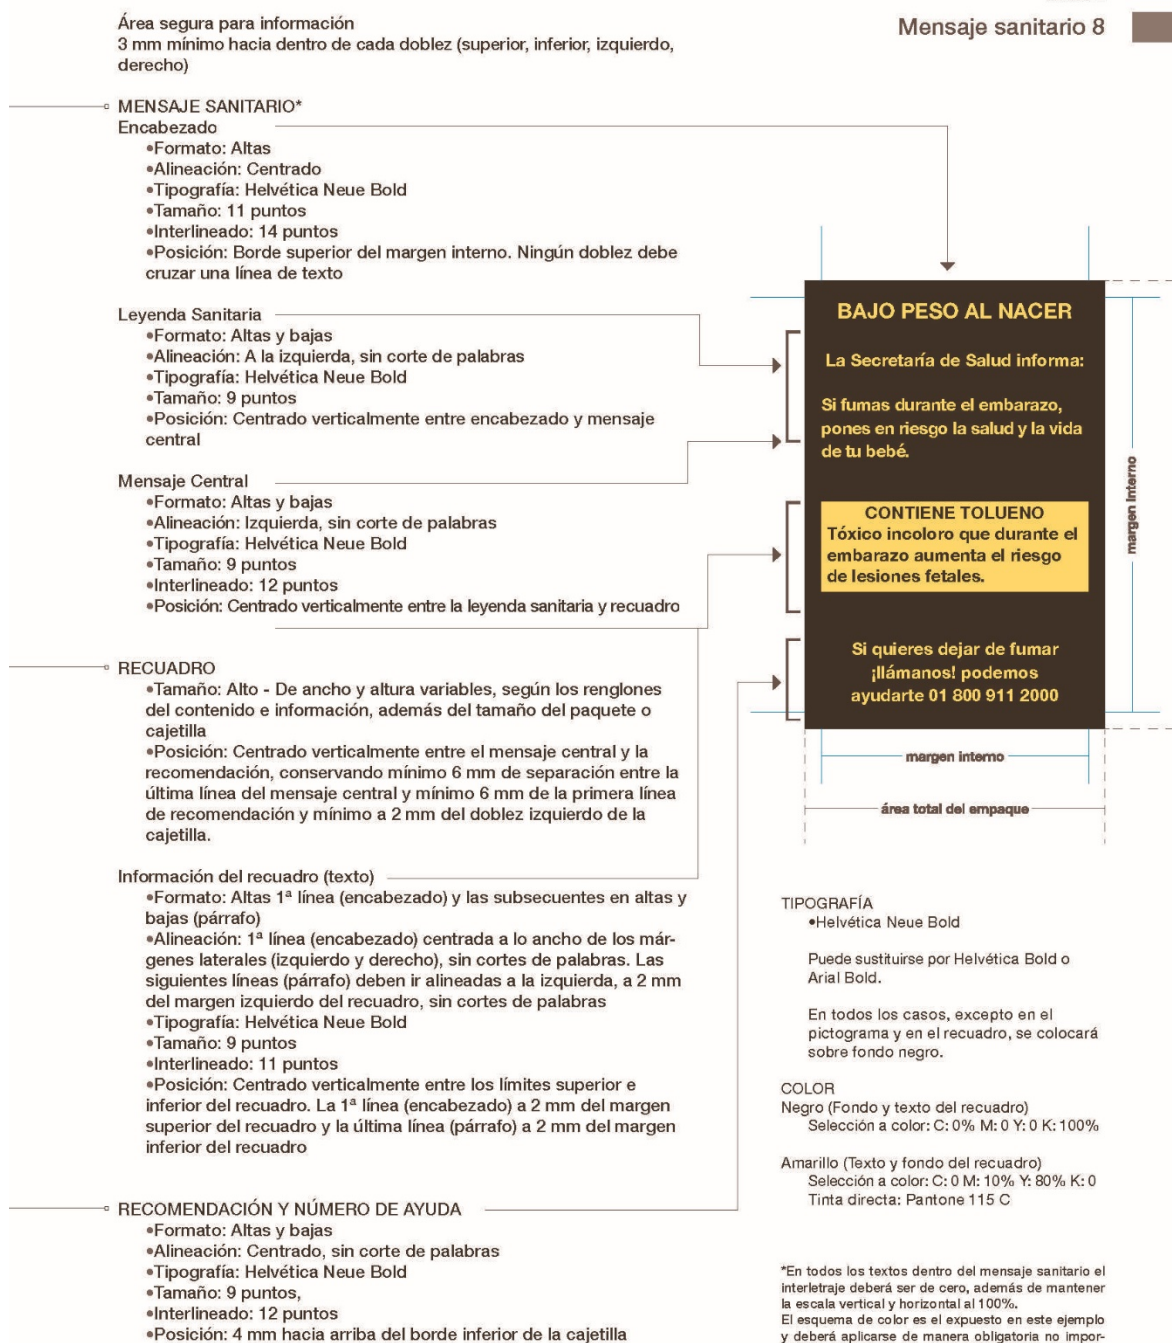 Área segura para información
3 mm mínimo hacia dentro de cada doblez (superior, inferior, izquierdo,
derecho)
Mensaje sanitario 8
MENSAJE SANITARIO*
Encabezado
•Formato: Altas
•Alineación: Centrado
•Tipografía: Helvética Neue Bold
•Tamaño: 11 puntos
•Interlineado: 14 puntos
•Posición: Borde superior del margen interno. Ningún doblez debe
cruzar una línea de texto
Leyenda Sanitaria
•Formato: Altas y bajas
•Alineación: A la izquierda, sin corte de palabras
•Tipografía: Helvética Neue Bold
•Tamaño: 9 puntos
•Posición: Centrado verticalmente entre encabezado y mensaje
central
Mensaje Central
•Formato: Altas y bajas
•Alineación: Izquierda, sin corte de palabras
•Tipografía: Helvética Neue Bold
•Tamaño: 9 puntos
•Interlineado: 12 puntos
•Posición: Centrado verticalmente entre la leyenda sanitaria y recuadro
RECUADRO
•Tamaño: Alto - De ancho y altura variables, según los renglones
del contenido e información, además del tamaño del paquete o
cajetilla
•Posición: Centrado verticalmente entre el mensaje central y la
recomendación, conservando mínimo 6 mm de separación entre la
última línea del mensaje central y mínimo 6 mm de la primera línea
de recomendación y mínimo a 2 mm del doblez izquierdo de la
cajetilla.
Información del recuadro (texto)
•Formato: Altas 1ª línea (encabezado) y las subsecuentes en altas y
bajas (párrafo)
•Alineación: 1ª línea (encabezado) centrada a lo ancho de los már-
genes laterales (izquierdo y derecho), sin cortes de palabras. Las
siguientes líneas (párrafo) deben ir alineadas a la izquierda, a 2 mm
del margen izquierdo del recuadro, sin cortes de palabras
•Tipografía: Helvética Neue Bold
•Tamaño: 9 puntos
•Interlineado: 11 puntos
•Posición: Centrado verticalmente entre los límites superior e
inferior del recuadro. La 1ª línea (encabezado) a 2 mm del margen
superior del recuadro y la última línea (párrafo) a 2 mm del margen
inferior del recuadro
RECOMENDACIÓN Y NÚMERO DE AYUDA
•Formato: Altas y bajas
•Alineación: Centrado, sin corte de palabras
•Tipografía: Helvética Neue Bold
•Tamaño: 9 puntos,
•Interlineado: 12 puntos
•Posición: 4 mm hacia arriba del borde inferior de la cajetilla
BAJO PESO AL NACER
La Secretaría de Salud informa:
Si fumas durante el embarazo,
pones en riesgo la salud y la vida
de tu bebé.
CONTIENE TOLUENO
Tóxico incoloro que durante el
embarazo aumenta el riesgo
de lesiones fetales.
Si quieres dejar de fumar
¡llámanos! podemos
ayudarte 01 800 911 2000
margen interno
margen interno
área total del empaque
TIPOGRAFÍA
•Helvética Neue Bold
Puede sustituirse por Helvética Bold o
Arial Bold.
En todos los casos, excepto en el
pictograma y en el recuadro, se colocará
sobre fondo negro.
COLOR
Negro (Fondo y texto del recuadro)
Selección a color: C: 0% M: 0 Y: 0 K: 100%
Amarillo (Texto y fondo del recuadro)
Selección a color: C: 0 M: 10% Y: 80% K: 0
Tinta directa: Pantone 115 C
*En todos los textos dentro del mensaje sanitario el
interletraje deberá ser de cero, además de mantener
la escala vertical y horizontal al 100%.
El esquema de color es el expuesto en este ejemplo
y deberá aplicarse de manera obligatoria no impor-